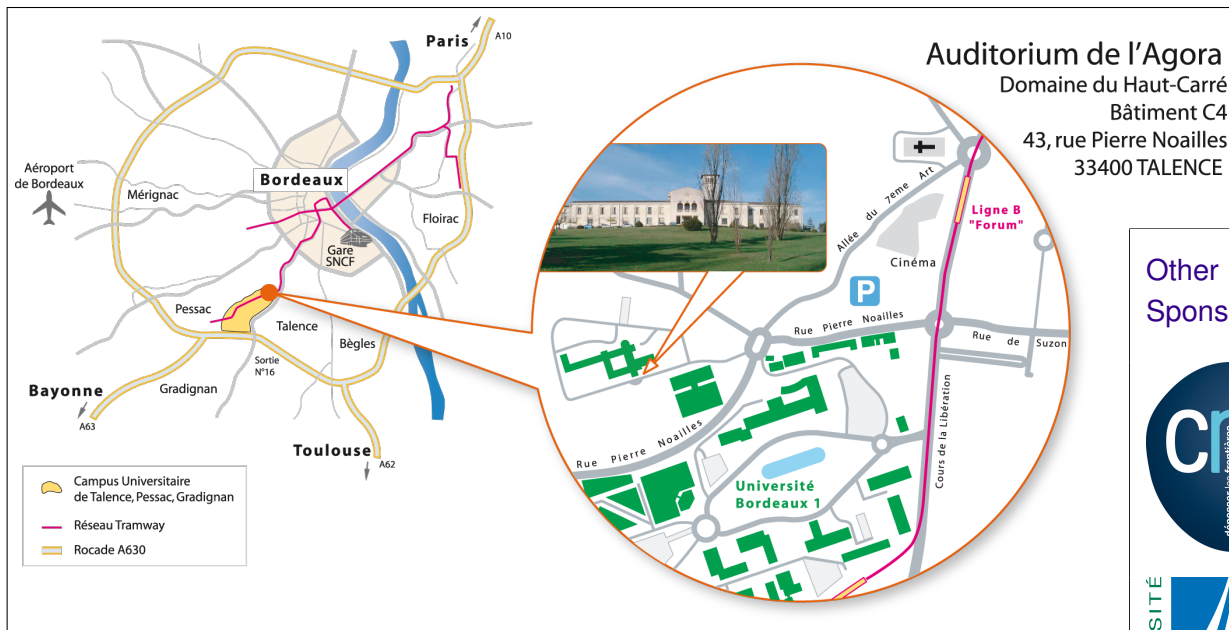 Paris
A10
Auditorium de l'Agora
Domaine du Haut-Carré
Bâtiment C4
43, rue Pierre Noailles
33400 TALENCE
Aéroport
de Bordeaux
Mérignac
Bordeaux
Floirac
Gare
SNCF
Pessac
Talence
Bègles
Sortie
N°16
Gradignan
Bayonne
A63
Toulouse
A62
Campus Universitaire
de Talence, Pessac, Gradignan
Réseau Tramway
Rocade A630
Allée du 7eme Art
Ligne B
"Forum"
Cinéma
P
Rue Pierre Noailles
Rue de Suzon
Cours de la Libération
Rue Pierre Noailles
Université
Bordeaux 1
Other
Spons
dépasser les frontières
SITÉ